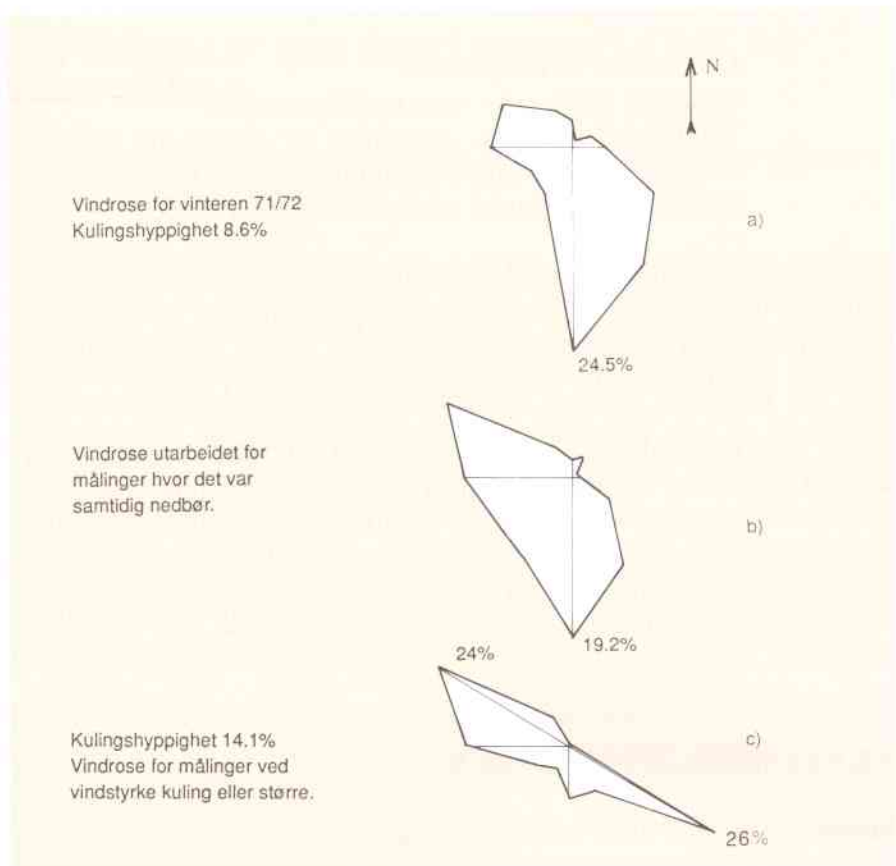 N
Vindrose for vinteren 71/72
Kulingshyppighet 8.6%
a)
24.5%
Vindrose utarbeidet for
målinger hvor det var
samtidig nedbør.
b)
19.2%
24%
Kulingshyppighet 14.1%
Vindrose for målinger ved
vindstyrke kuling eller større.
c)
26%